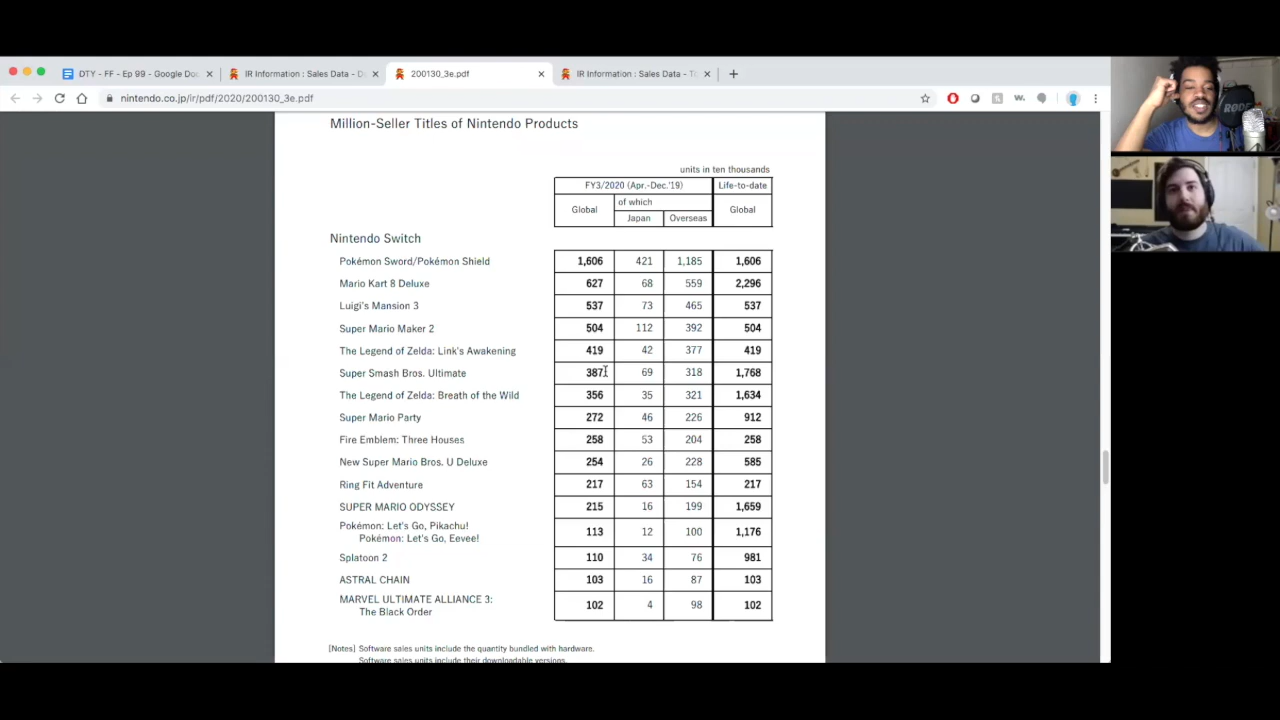 DTY - FF - Ep 99 - Google Do
IR Information : Sales Data - D
200130_3e.pdf
IR Information : Sales Data - Ti
nintendo.co.jp/ir/pdf/2020/200130_3e.pdf
RODE
Million-Seller Titles of Nintendo Products
units in ten thousands
FY3/2020 (Apr.-Dec.'19) Life-to-date
Global of which Global
Japan Overseas
Nintendo Switch
Pokémon Sword/Pokémon Shield 1,606 421 1,185 1,606
Mario Kart 8 Deluxe 627 68 559 2,296
Luigi's Mansion 3 537 73 465 537
Super Mario Maker 2 504 112 392 504
The Legend of Zelda: Link's Awakening 419 42 377 419
Super Smash Bros. Ultimate 387 69 318 1,768
The Legend of Zelda: Breath of the Wild 356 35 321 1,634
Super Mario Party 272 46 226 912
Fire Emblem: Three Houses 258 53 204 258
New Super Mario Bros. U Deluxe 254 26 228 585
Ring Fit Adventure 217 63 154 217
SUPER MARIO ODYSSEY 215 16 199 1,659
Pokémon: Let's Go, Pikachu!
Pokémon: Let's Go, Eevee! 113 12 100 1,176
Splatoon 2 110 34 76 981
ASTRAL CHAIN 103 16 87 103
MARVEL ULTIMATE ALLIANCE 3:
The Black Order 102 4 98 102
[Notes] Software sales units include the quantity bundled with hardware.
Software sales units include their downloadable versions.